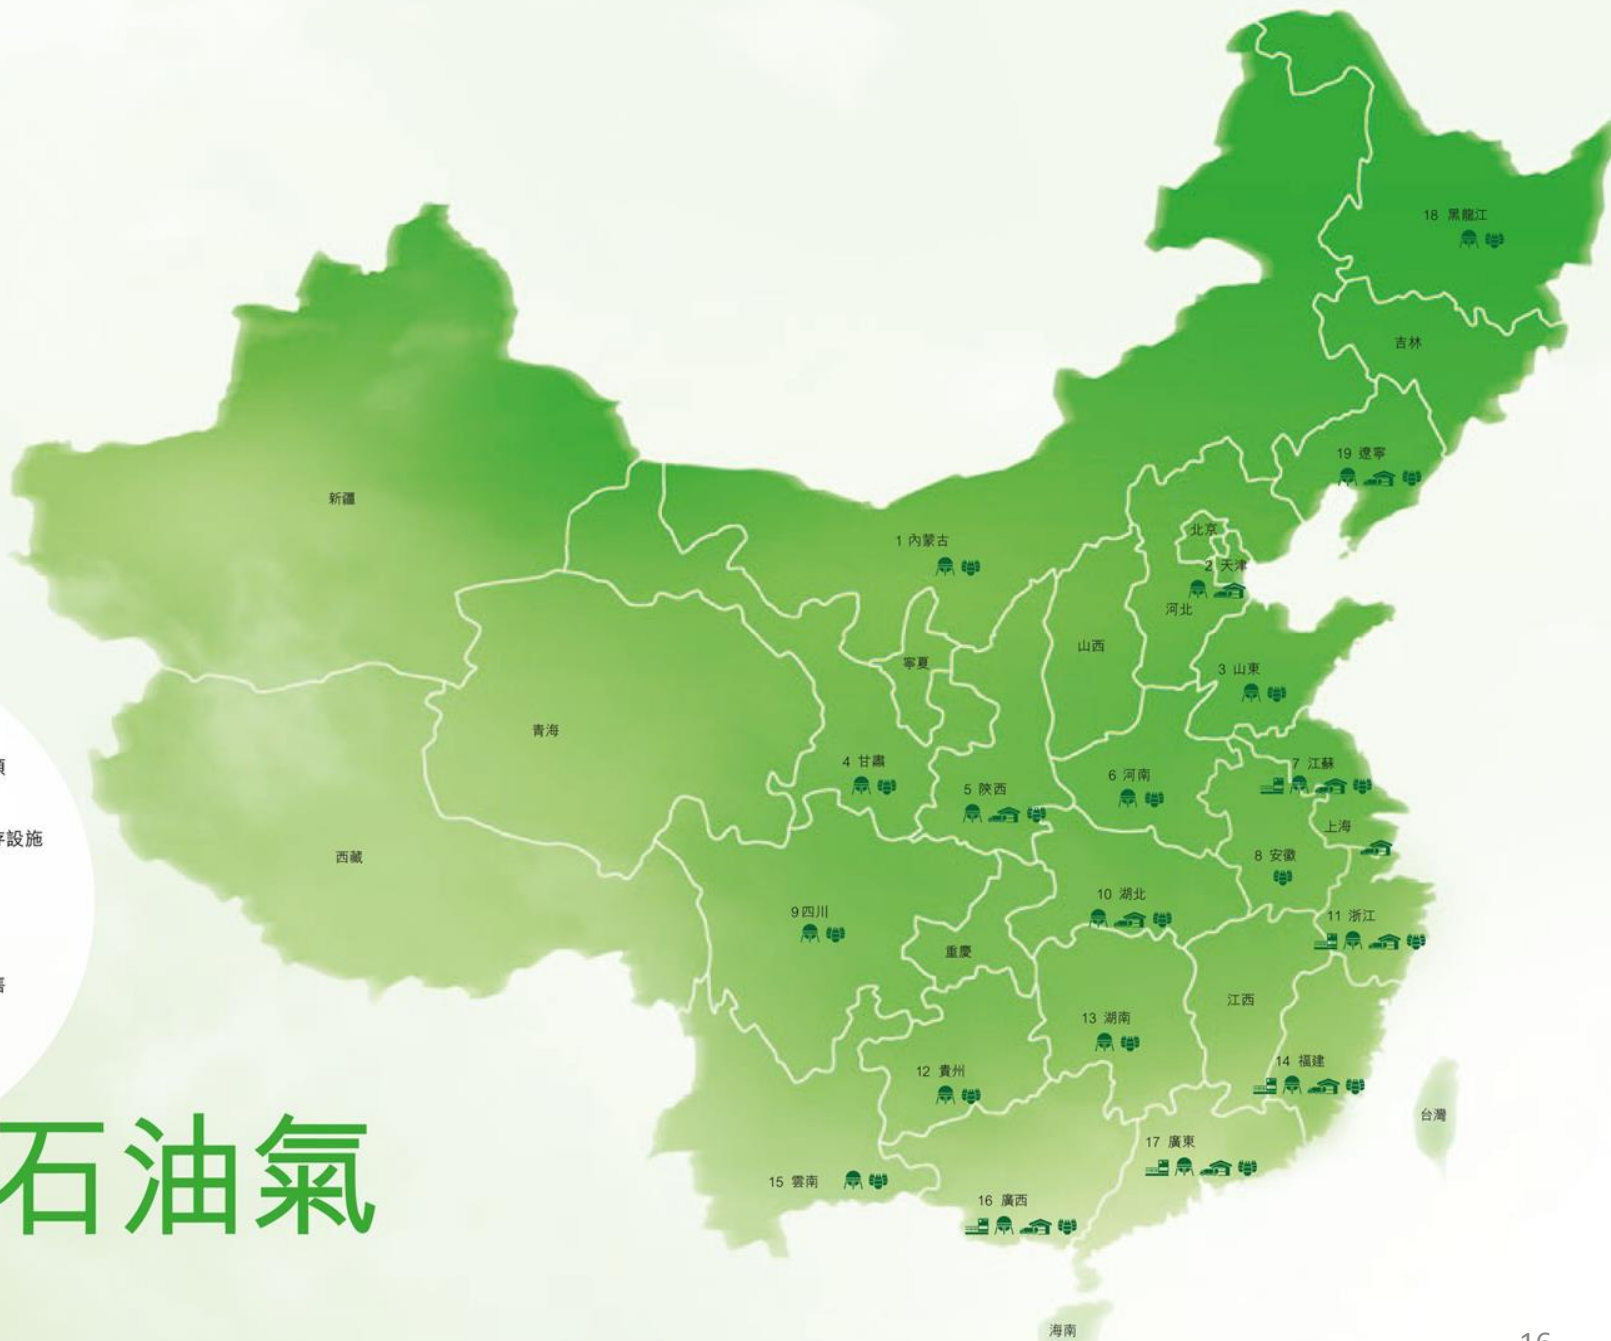 18 黑龍江
吉林
19 遼寧
新疆
1 內蒙古
北京
2 天津
河北
山西
寧夏
3 山東
青海
4 甘肅
5 陝西
6 河南
7 江蘇
上海
8 安徽
西藏
設施
10 湖北
9 四川
11 浙江
重慶
江西
13 湖南
14 福建
12 貴州
台灣
17 廣東
石油氣
15 雲南
16 廣西
海南
16